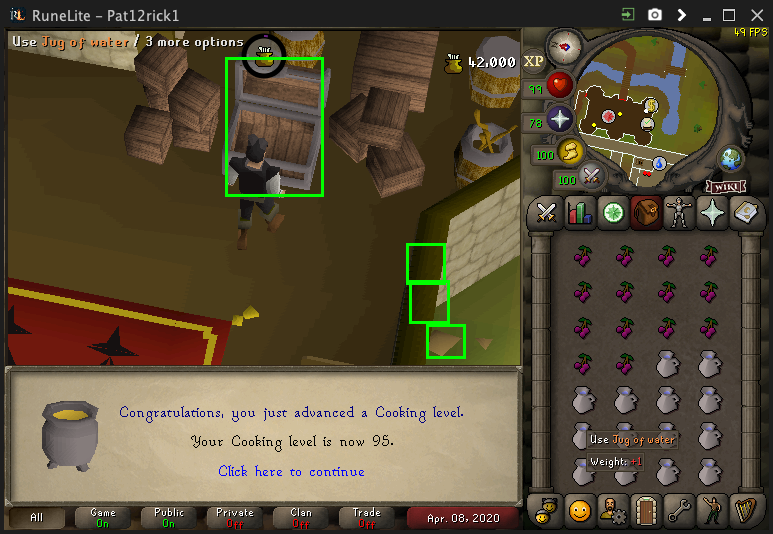 RuneLite - Pat12rick1
49 FPS
Use Jug of water / 3 more options
42,000
XP
99
78
100
100
WIKI
Congratulations, you just advanced a Cooking level.
Your Cooking level is now 95.
Click here to continue
Use Jug of water
Weight: +1
All
Game
On
Public
On
Private
Off
Clan
Off
Trade
Off
Apr. 08, 2020